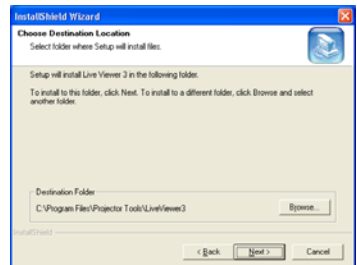 InstallShield Wizard
Choose Destination Location
Select folder where Setup will install files.
Setup will install Live Viewer 3 in the following folder.
To install to this folder, click Next. To install to a different folder, click Browse and select
another folder.
Destination Folder
C:\Program Files\Projector Tools\LiveViewer3
Browse...
InstallShield
< Back
Next >
Cancel